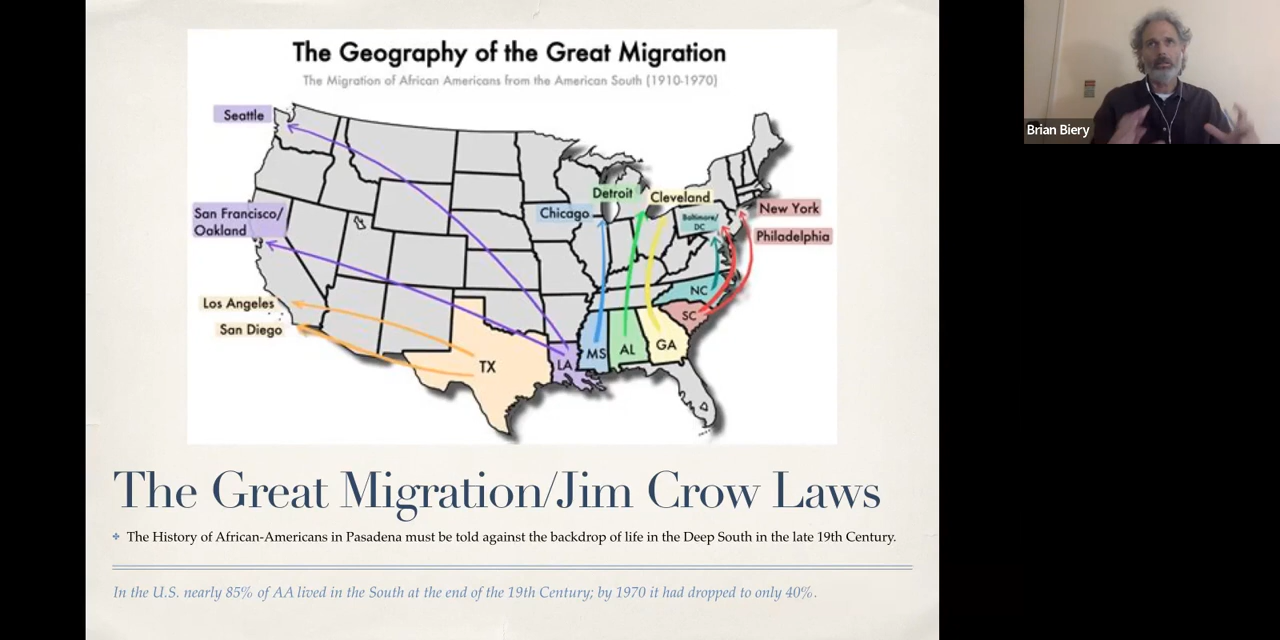 The Geography of the Great Migration
The Migration of African Americans from the American South (1910-1970)
Seattle
Detroit
Cleveland
Chicago
Baltimore/
DC
New York
San Francisco/
Oakland
Philadelphia
NC
Los Angeles
SC
San Diego
TX
LA
MS
AL
GA
The Great Migration/Jim Crow Laws
The History of African-Americans in Pasadena must be told against the backdrop of life in the Deep South in the late 19th Century.
In the U.S. nearly 85% of AA lived in the South at the end of the 19th Century; by 1970 it had dropped to only 40%.
Brian Biery